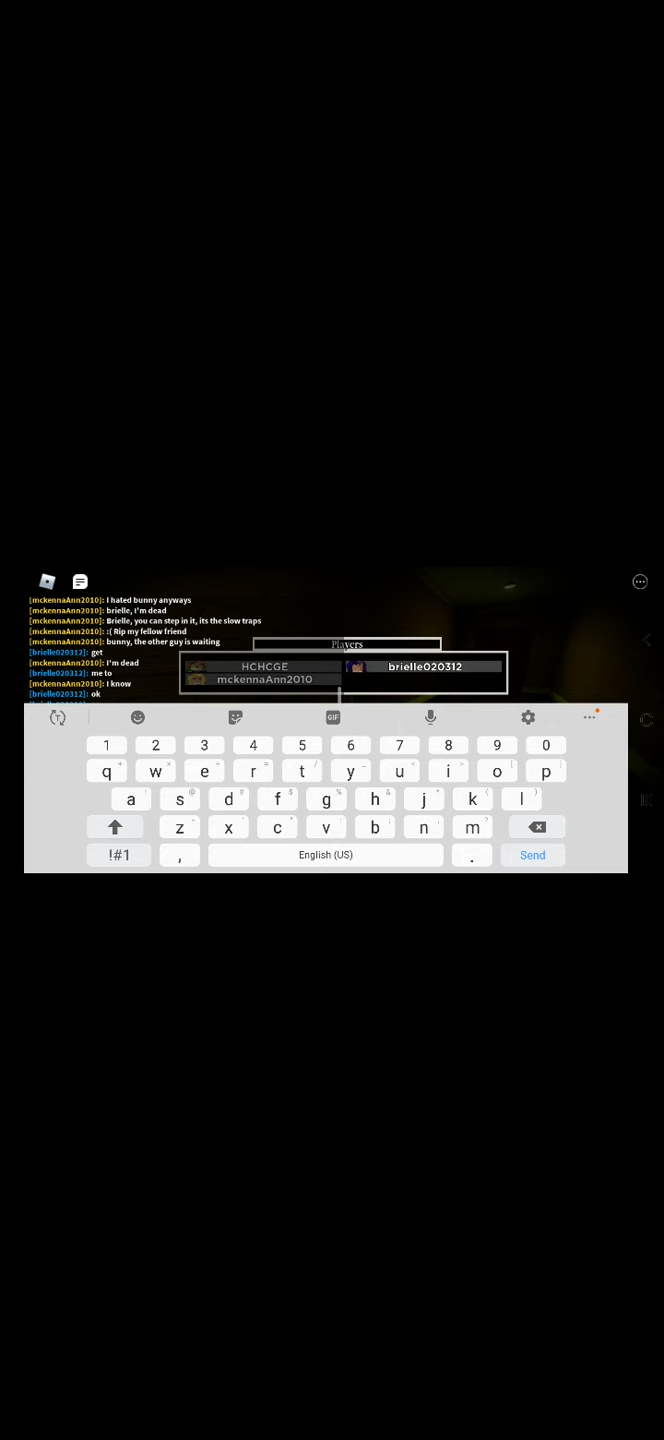 [mckennaAnn2010]: I hated bunny anyways
[mckennaAnn2010]: brielle, I'm dead
[mckennaAnn2010]: Brielle, you can step in it, its the slow traps
[mckennaAnn2010]: :( Rip my fellow friend
[mckennaAnn2010]: bunny, the other guy is waiting
[brielle020312]: get
[mckennaAnn2010]: I'm dead
[brielle020312]: me to
[mckennaAnn2010]: I know
[brielle020312]: ok
Players
HCHCGE brielle020312
mckennaAnn2010
GIF
1 2 3 4 5 6 7 8 9 0
q w e r t y u i o p
a s d f g h j k l
z x c v b n m
!#1 , English (US) . Send